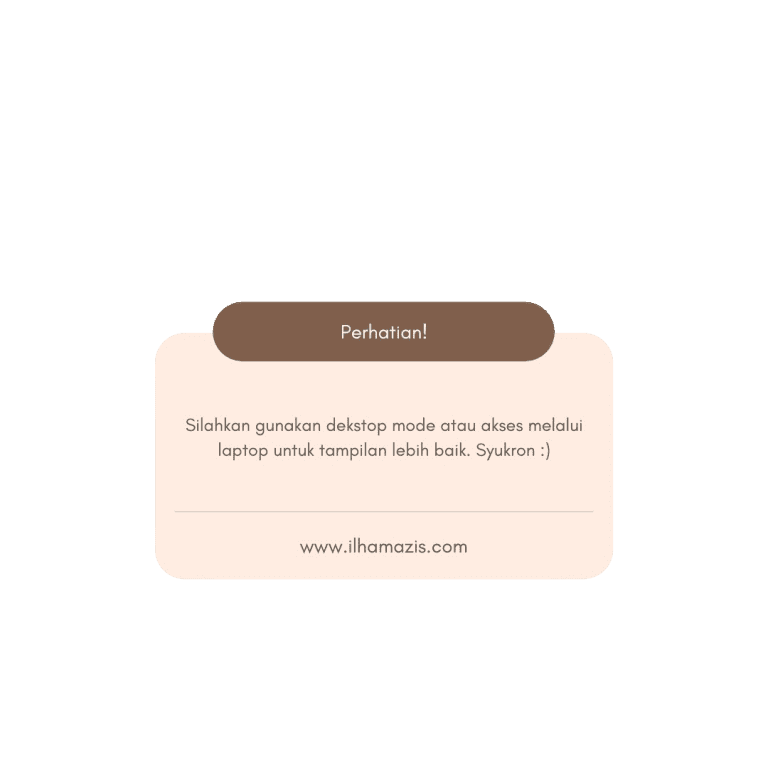 Perhatian!
Silahkan gunakan dekstop mode atau akses melalui
laptop untuk tampilan lebih baik. Syukron :)
www.ilhamazis.com